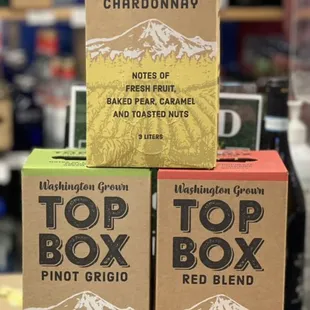 CHARDONNAY
NOTES OF
FRESH FRUIT,
BAKED PEAR, CARAMEL
AND TOASTED NUTS
3 LITERS
D
Washington Grown
TOP
BOX
PINOT GRIGIO
Washington Grown
TOP
BOX
RED BLEND